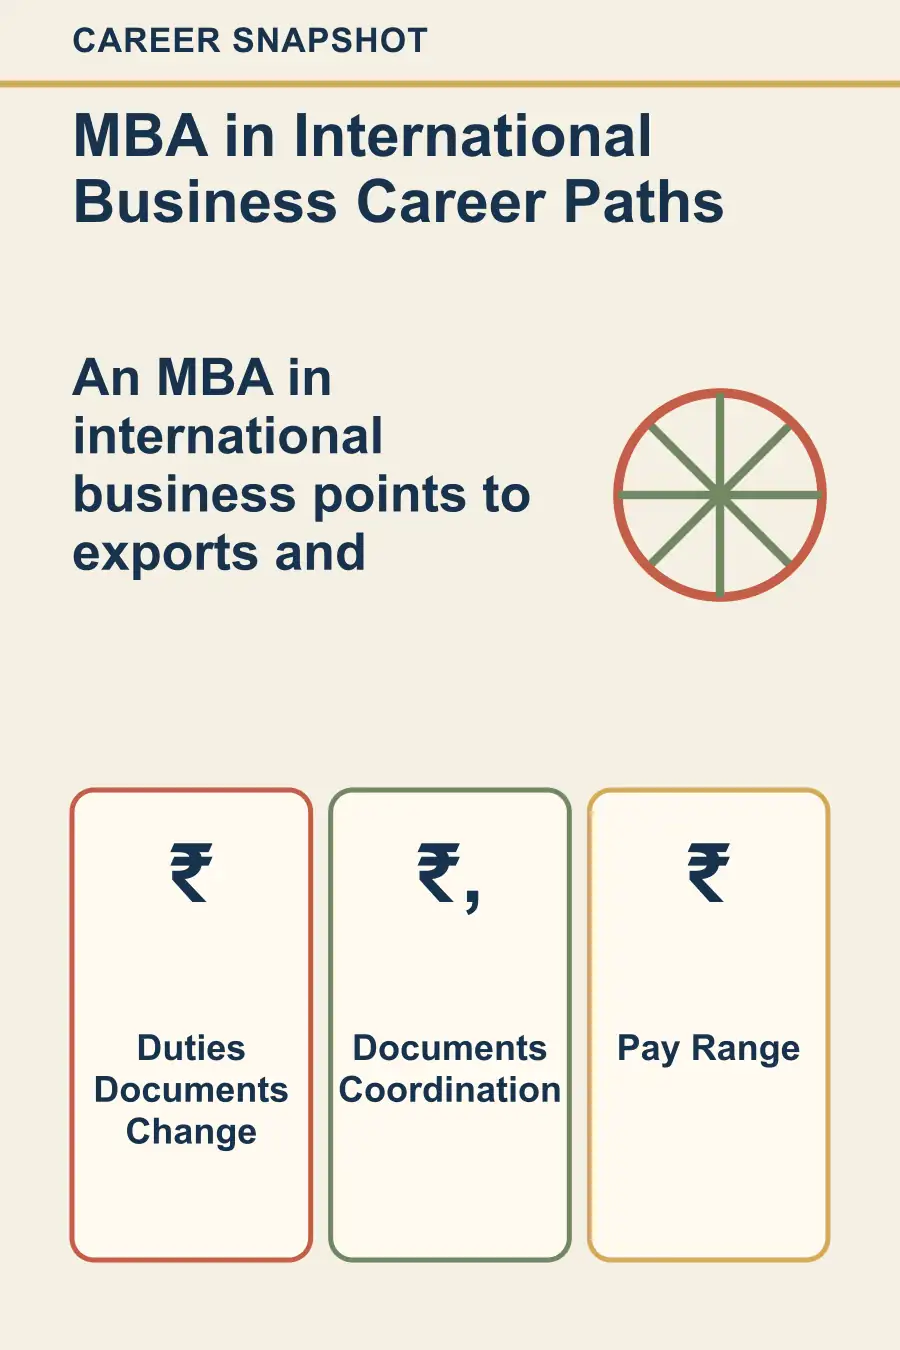 CAREER SNAPSHOT
MBA in International
Business Career Paths
An MBA in
international
business points to
exports and
₹
Duties
Documents
Change
₹,
Documents
Coordination
₹
Pay Range